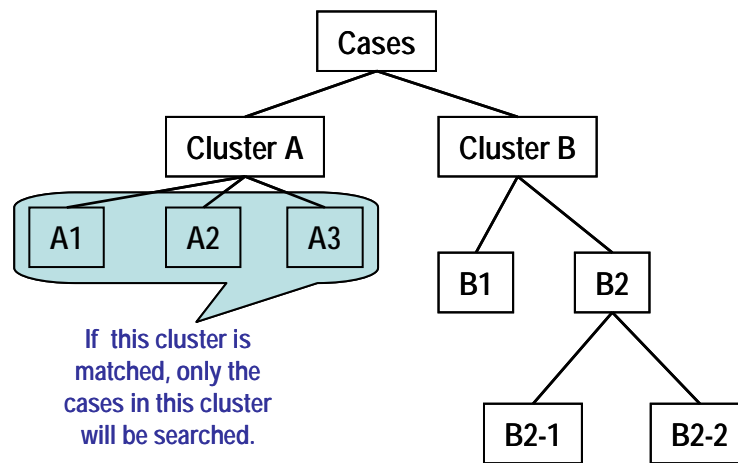 Cases
Cluster A
Cluster B
A1
A2
A3
B1
B2
If this cluster is
matched, only the
cases in this cluster
will be searched.
B2-1
B2-2